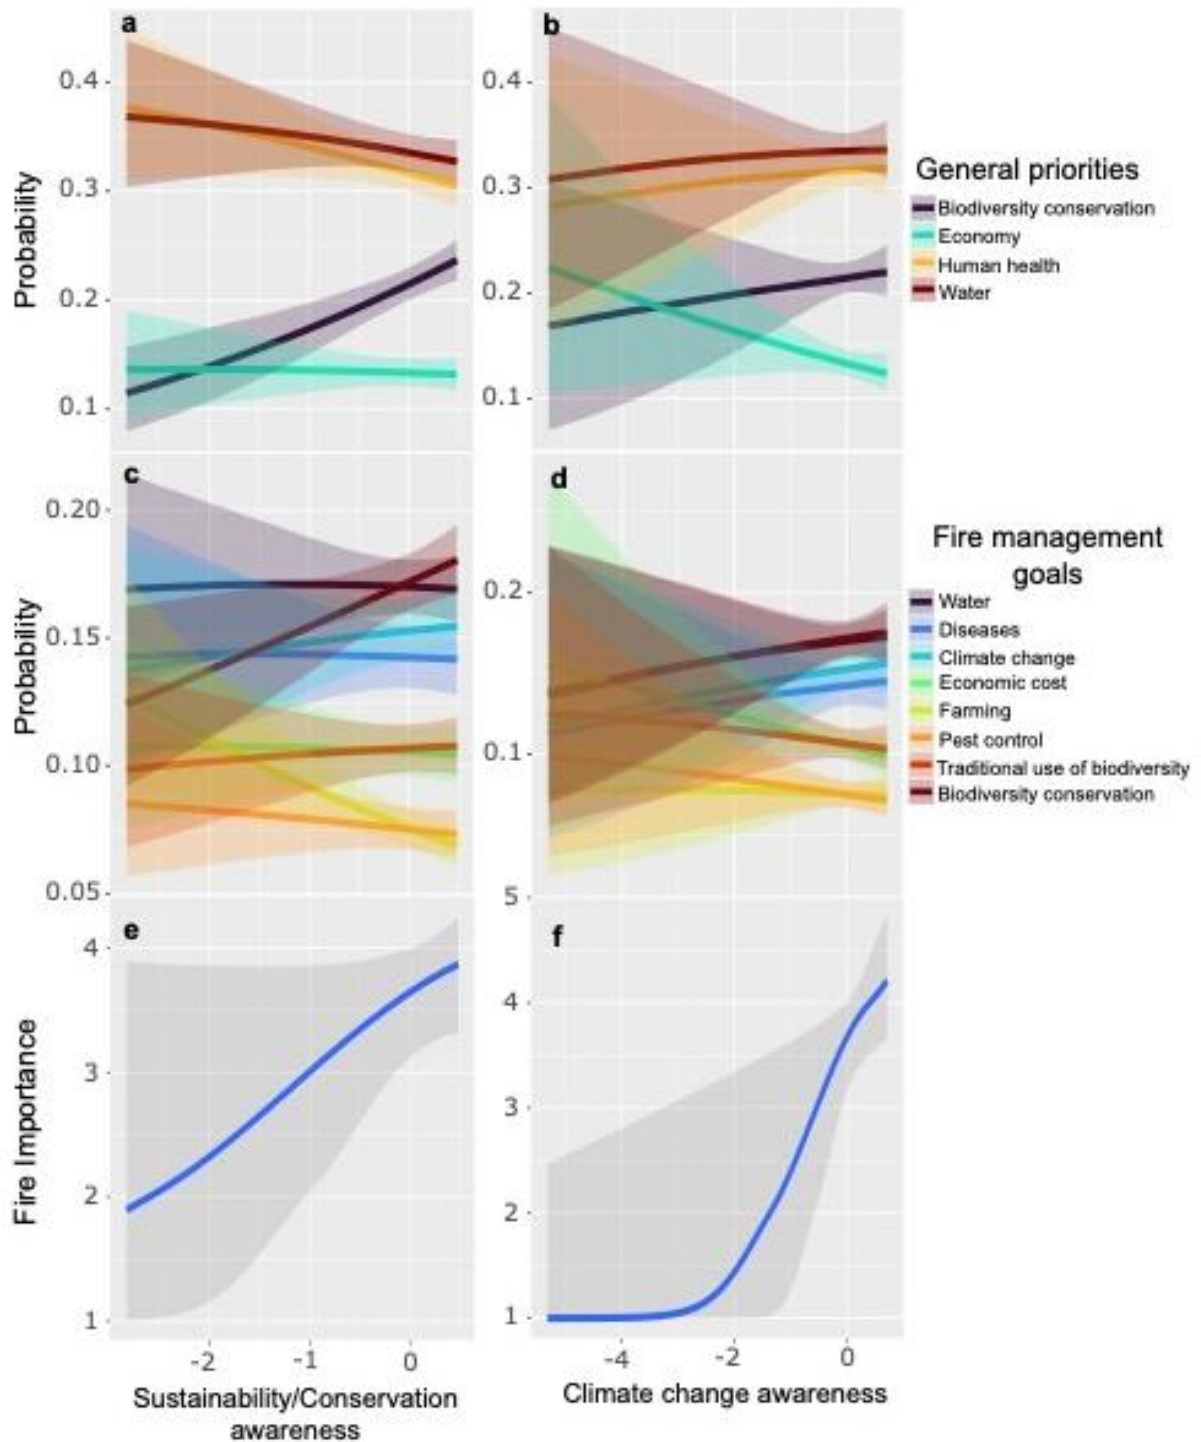 a
0.4
0.3
0.2
0.1
Probability
b
0.4
0.3
0.2
0.1
General priorities
Biodiversity conservation
Economy
Human health
Water
c
0.20
0.15
0.10
0.05
Probability
d
0.2
0.1
Fire management
goals
Water
Diseases
Climate change
Economic cost
Farming
Pest control
Traditional use of biodiversity
Biodiversity conservation
e
4
3
2
1
Fire Importance
-2
-1
0
Sustainability/Conservation
awareness
f
5
4
3
2
1
-4
-2
0
Climate change awareness